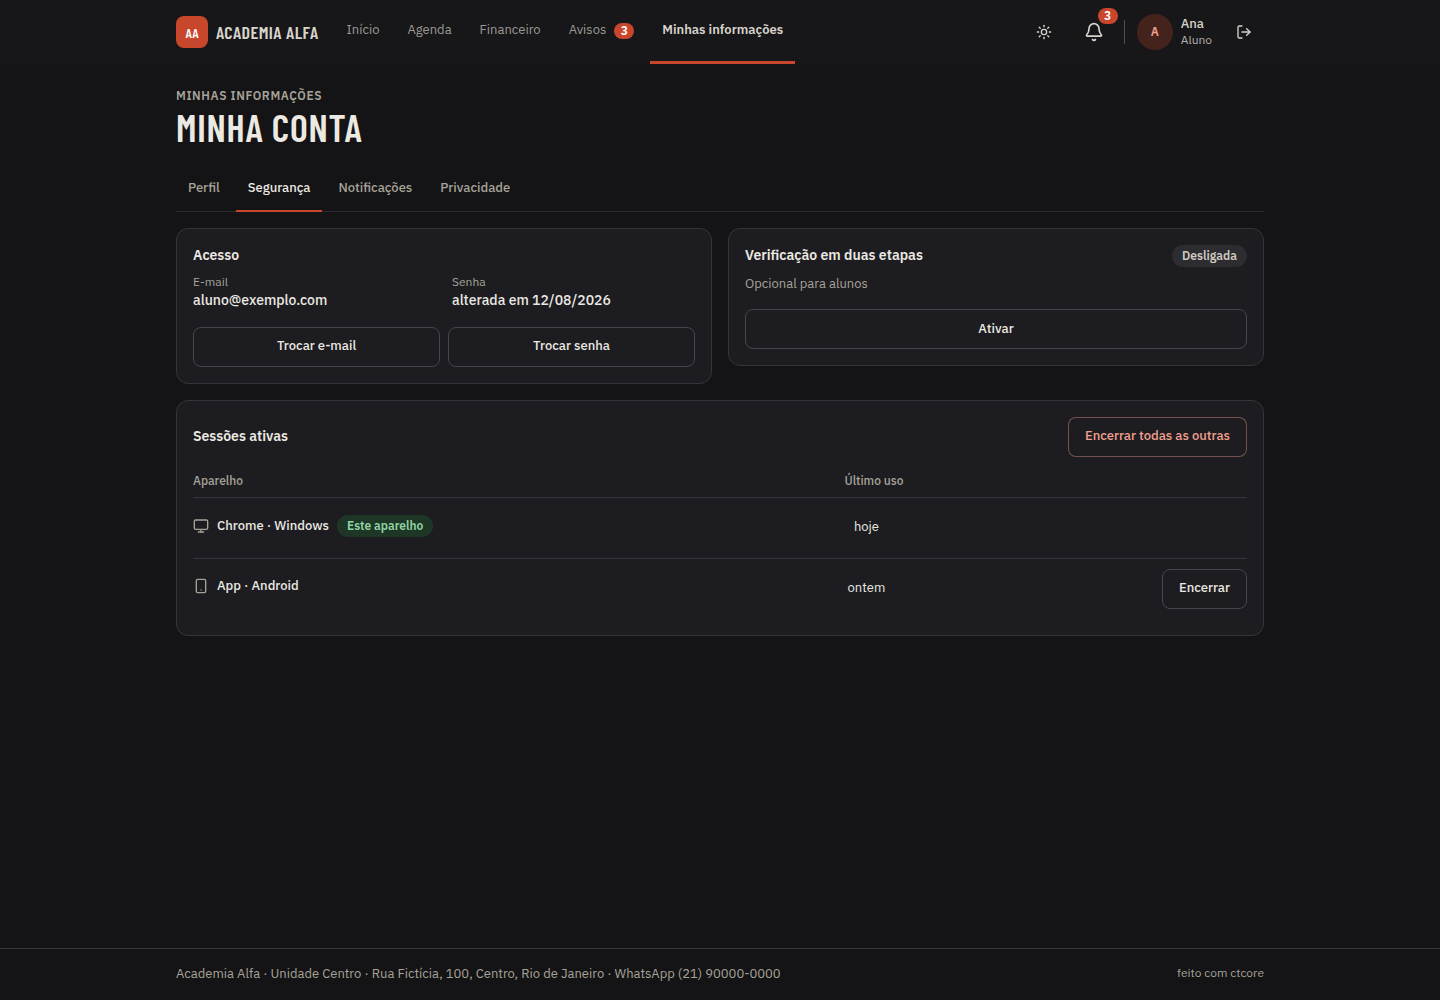 AA ACADEMIA ALFA Início Agenda Financeiro Avisos 3 Minhas informações 3 A Ana
Aluno
MINHAS INFORMAÇÕES
MINHA CONTA
Perfil Segurança Notificações Privacidade
Acesso
E-mail Senha
aluno@exemplo.com alterada em 12/08/2026
Trocar e-mail Trocar senha
Verificação em duas etapas Desligada
Opcional para alunos
Ativar
Sessões ativas Encerrar todas as outras
Aparelho Último uso
Chrome · Windows Este aparelho hoje
App · Android ontem Encerrar
Academia Alfa · Unidade Centro · Rua Fictícia, 100, Centro, Rio de Janeiro · WhatsApp (21) 90000-0000 feito com ctcore